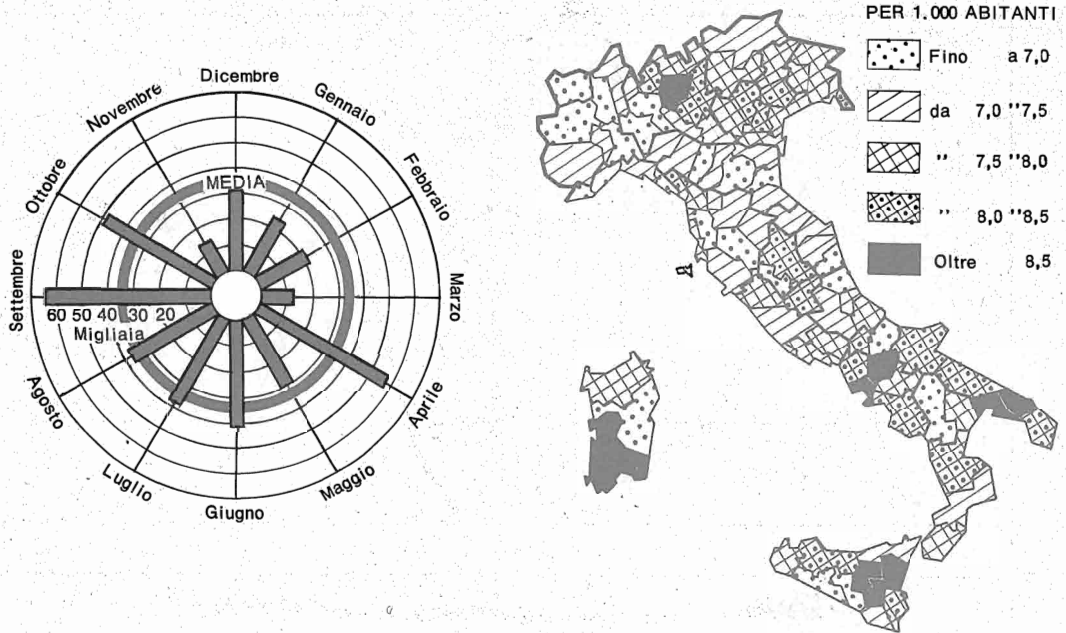 Dicembre
Gennaio
Febbraio
Marzo
Aprile
Maggio
Giugno
Luglio
Agosto
Settembre
Ottobre
Novembre
MEDIA
60 50 40 30 20
Migliaia
PER 1.000 ABITANTI
Fino a 7,0
da 7,0 '' 7,5
'' 7,5 '' 8,0
'' 8,0 '' 8,5
Oltre 8,5